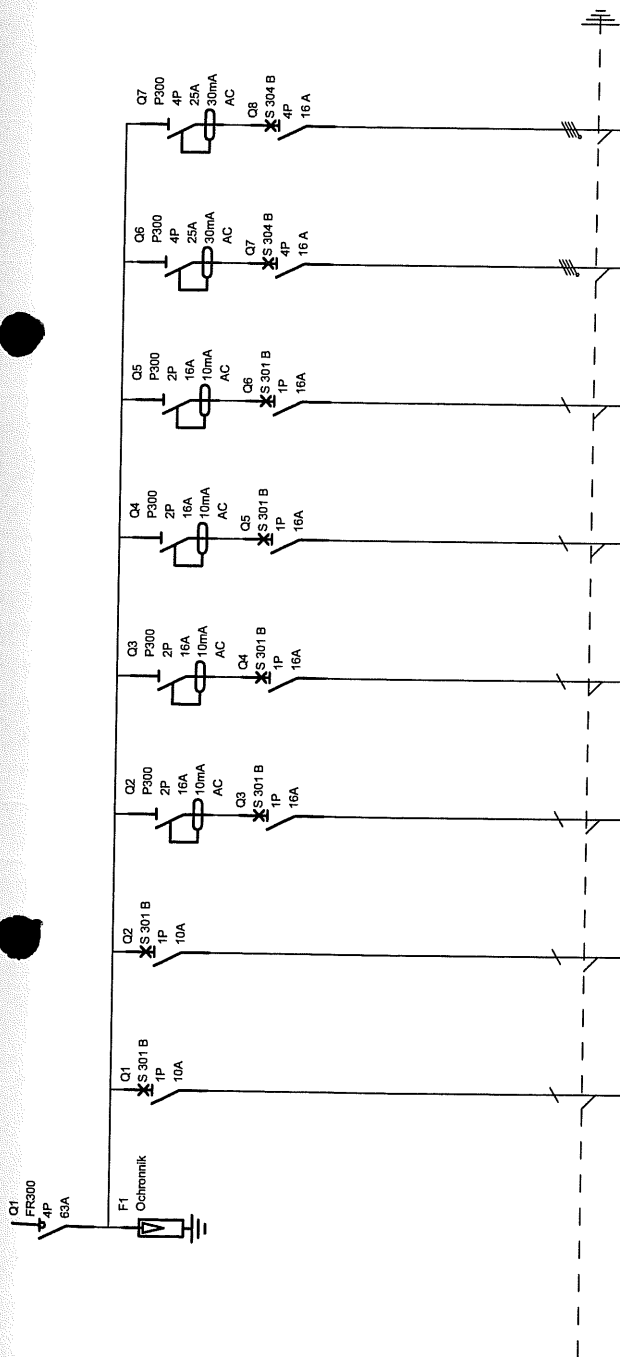 Q1
FR300
4P
63A
F1
Ochronnik
Q1
S 301 B
1P
10A
Q2
S 301 B
1P
10A
Q2
P300
2P
16A
10mA
AC
Q3
S 301 B
1P
16A
Q3
P300
2P
16A
10mA
AC
Q4
S 301 B
1P
16A
Q4
P300
2P
16A
10mA
AC
Q5
S 301 B
1P
16A
Q5
P300
2P
16A
10mA
AC
Q6
S 301 B
1P
16A
Q6
P300
4P
25A
30mA
AC
Q7
S 304 B
4P
16 A
Q7
P300
4P
25A
30mA
AC
Q8
S 304 B
4P
16 A